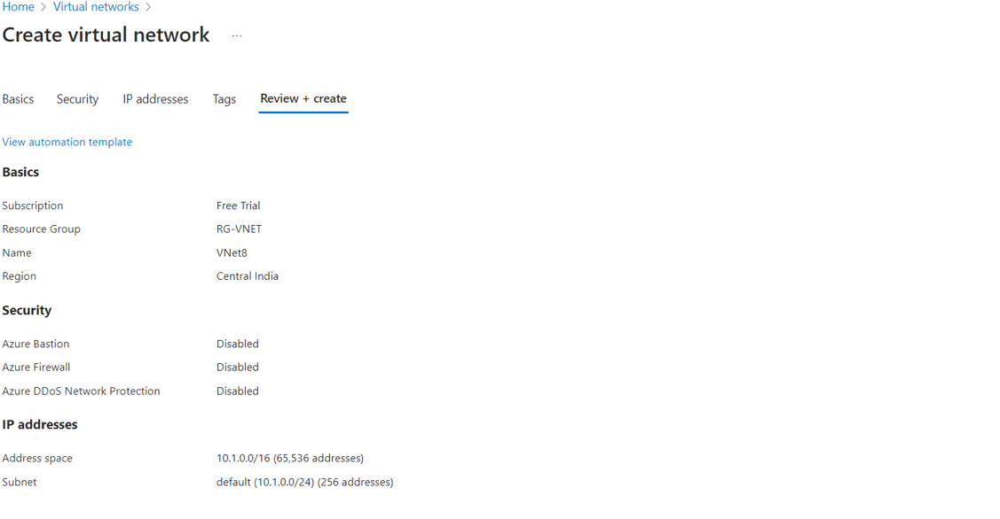 Home > Virtual networks >
Create virtual network ...
Basics Security IP addresses Tags Review + create
View automation template
Basics
Subscription Free Trial
Resource Group RG-VNET
Name VNet8
Region Central India
Security
Azure Bastion Disabled
Azure Firewall Disabled
Azure DDoS Network Protection Disabled
IP addresses
Address space 10.1.0.0/16 (65,536 addresses)
Subnet default (10.1.0.0/24) (256 addresses)